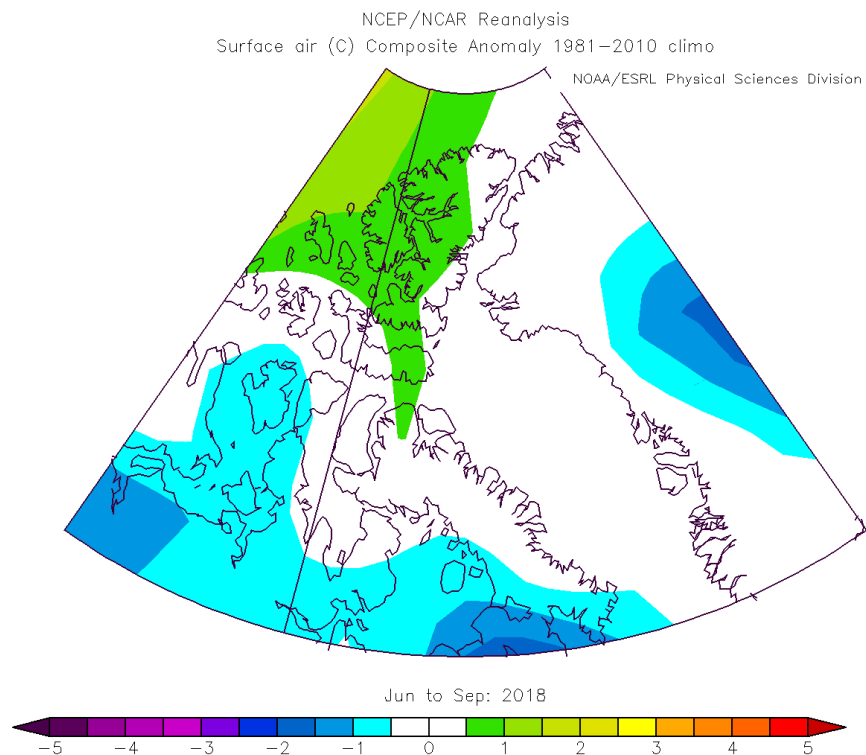 NCEP/NCAR Reanalysis
Surface air (C) Composite Anomaly 1981−2010 climo
NOAA/ESRL Physical Sciences Division
Jun to Sep: 2018
−5 −4 −3 −2 −1 0 1 2 3 4 5